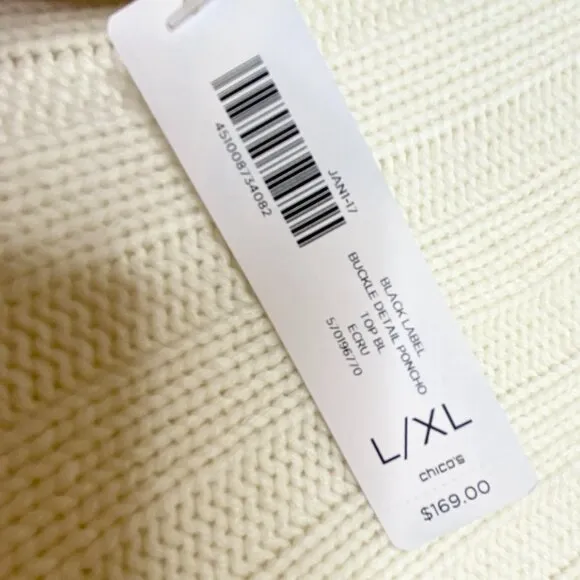 451008734082
JAN1-17
BLACK LABEL
BUCKLE DETAIL PONCHO
TOP BL
ECRU
570196770
L/XL
chico's
$169.00